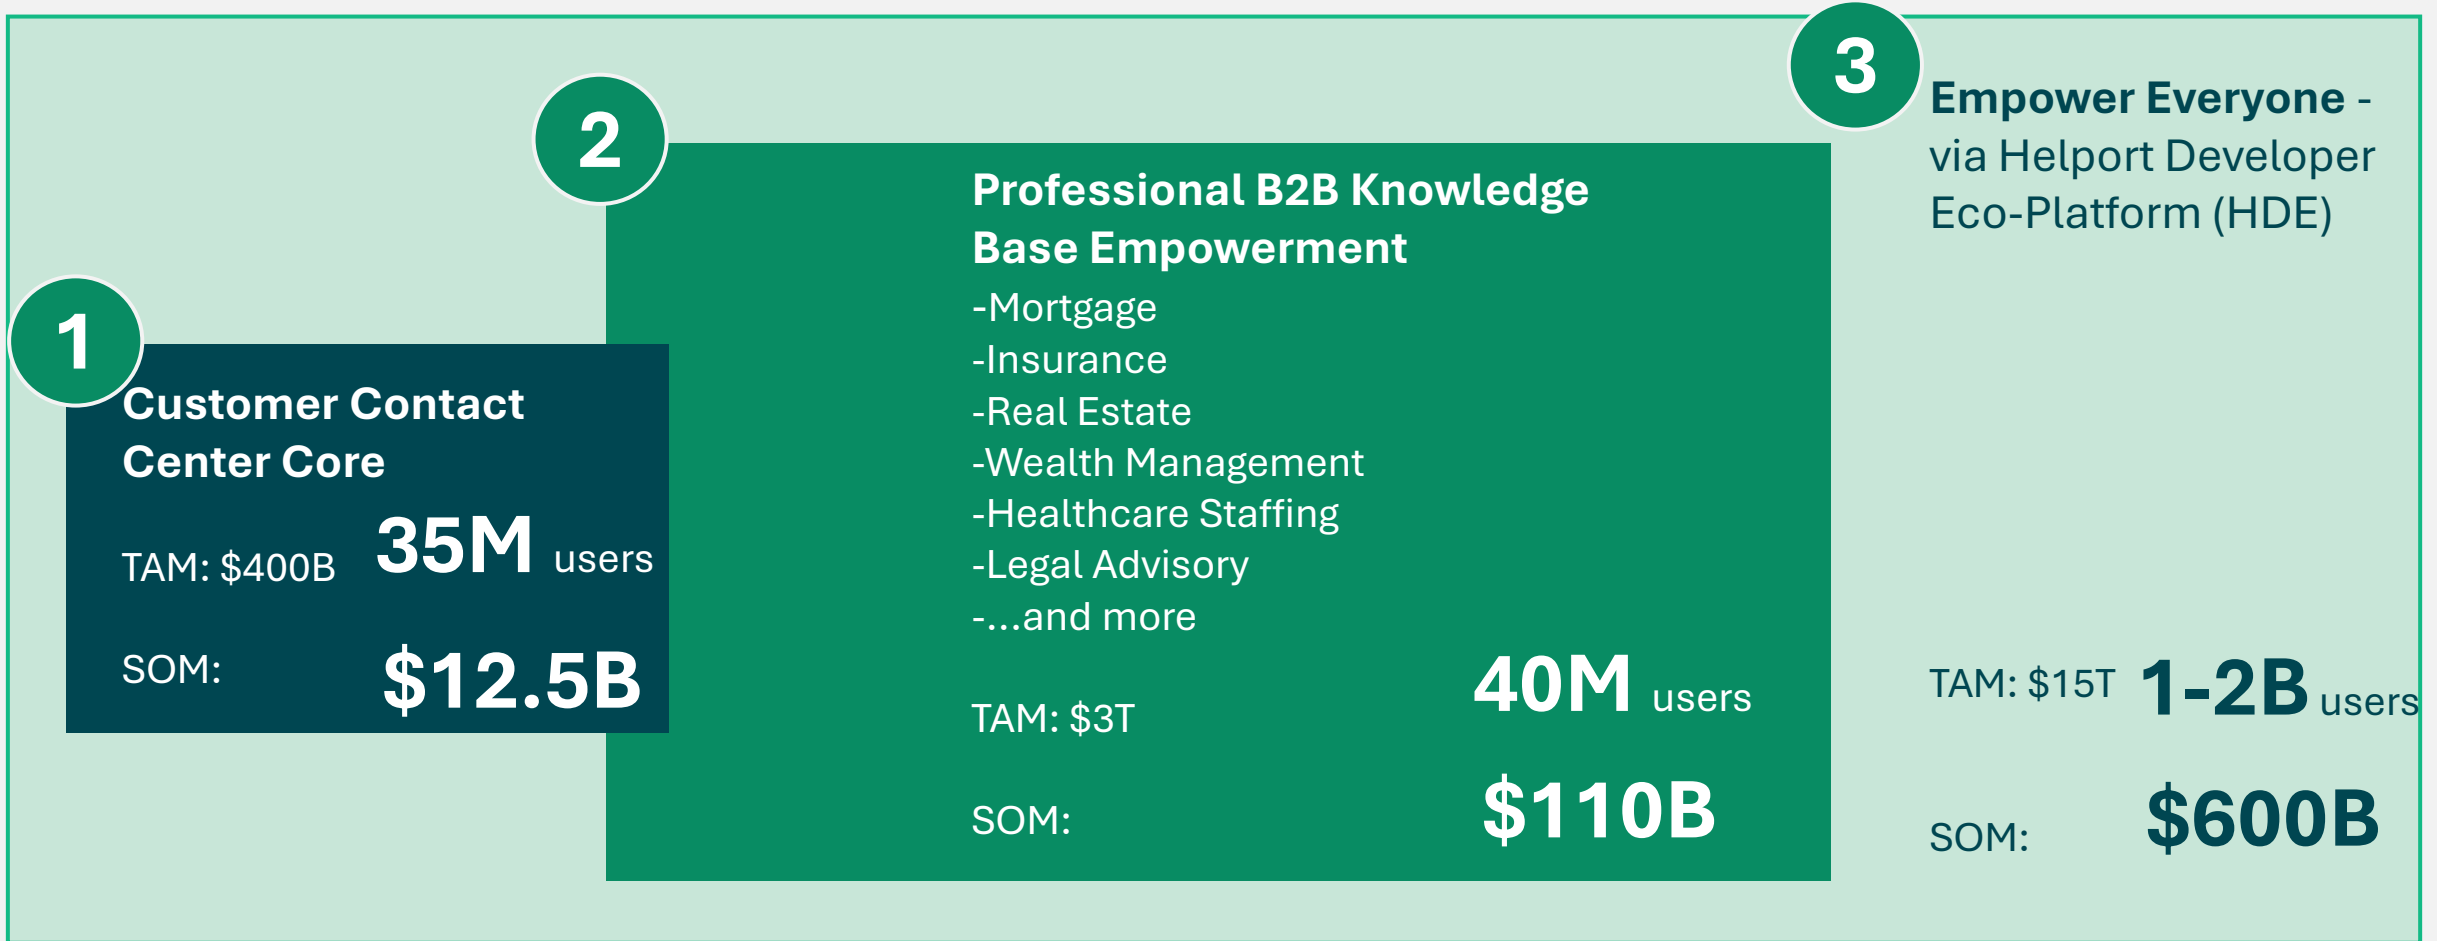 1
Customer Contact
Center Core
TAM: $400B 35M users
SOM: $12.5B
2
Professional B2B Knowledge
Base Empowerment
-Mortgage
-Insurance
-Real Estate
-Wealth Management
-Healthcare Staffing
-Legal Advisory
-...and more
TAM: $3T 40M users
SOM: $110B
3
Empower Everyone -
via Helport Developer
Eco-Platform (HDE)
TAM: $15T 1-2B users
SOM: $600B